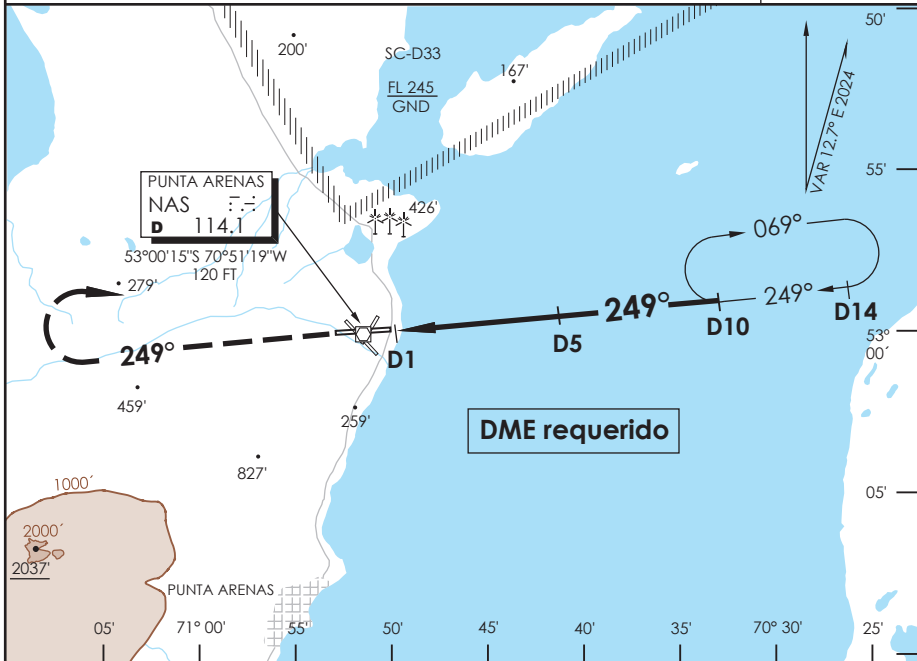 50'
200'
SC-D33
FL 245
GND
167'
VAR 12.7° E 2024
55'
PUNTA ARENAS
NAS
D 114.1
426'
53°00'15"S 70°51'19"W
120 FT
069°
279'
249°
249°
D14
D10
D5
D1
53°
00´
249°
459'
259'
DME requerido
827'
1000´
05'
2000´
2037'
PUNTA ARENAS
05'
71° 00'
55'
50'
45'
40'
35'
70° 30'
25'